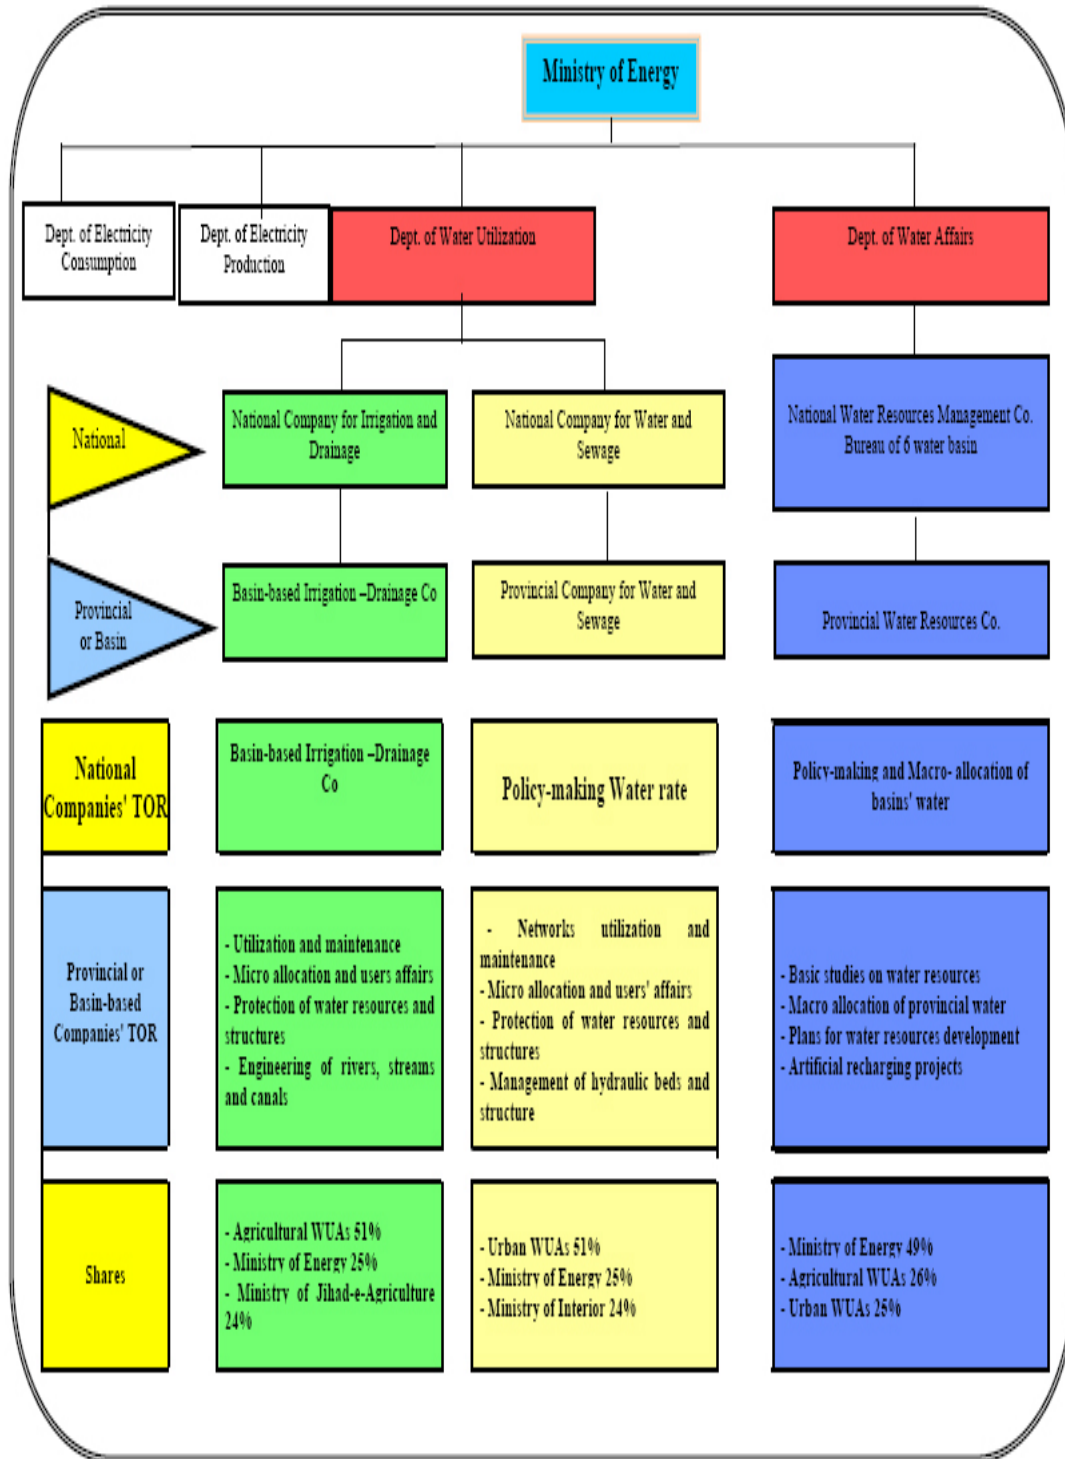 Ministry of Energy
Dept. of Electricity
Consumption
Dept. of Electricity
Production
Dept. of Water Utilization
Dept. of Water Affairs
National
National Company for Irrigation and
Drainage
National Company for Water and
Sewage
National Water Resources Management Co.
Bureau of 6 water basin
Provincial
or Basin
Basin-based Irrigation –Drainage Co
Provincial Company for Water and
Sewage
Provincial Water Resources Co.
National
Companies' TOR
Basin-based Irrigation –Drainage
Co
Policy-making Water rate
Policy-making and Macro- allocation of
basins' water
Provincial or
Basin-based
Companies' TOR
- Utilization and maintenance
- Micro allocation and users affairs
- Protection of water resources and
structures
- Engineering of rivers, streams
and canals
- Networks utilization and
maintenance
- Micro allocation and users' affairs
- Protection of water resources and
structures
- Management of hydraulic beds and
structure
- Basic studies on water resources
- Macro allocation of provincial water
- Plans for water resources development
- Artificial recharging projects
Shares
- Agricultural WUAs 51%
- Ministry of Energy 25%
- Ministry of Jihad-e-Agriculture
24%
- Urban WUAs 51%
- Ministry of Energy 25%
- Ministry of Interior 24%
- Ministry of Energy 49%
- Agricultural WUAs 26%
- Urban WUAs 25%